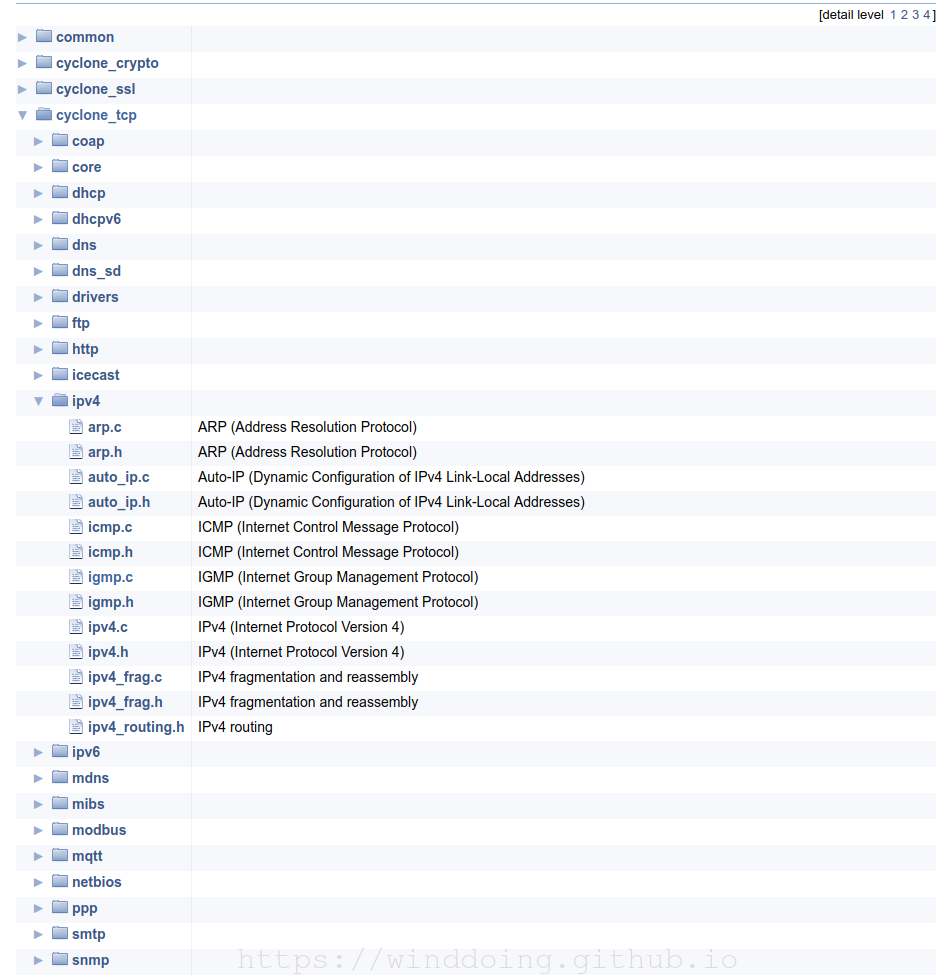 [detail level 1 2 3 4]
common
cyclone_crypto
cyclone_ssl
cyclone_tcp
coap
core
dhcp
dhcpv6
dns
dns_sd
drivers
ftp
http
icecast
ipv4
arp.c ARP (Address Resolution Protocol)
arp.h ARP (Address Resolution Protocol)
auto_ip.c Auto-IP (Dynamic Configuration of IPv4 Link-Local Addresses)
auto_ip.h Auto-IP (Dynamic Configuration of IPv4 Link-Local Addresses)
icmp.c ICMP (Internet Control Message Protocol)
icmp.h ICMP (Internet Control Message Protocol)
igmp.c IGMP (Internet Group Management Protocol)
igmp.h IGMP (Internet Group Management Protocol)
ipv4.c IPv4 (Internet Protocol Version 4)
ipv4.h IPv4 (Internet Protocol Version 4)
ipv4_frag.c IPv4 fragmentation and reassembly
ipv4_frag.h IPv4 fragmentation and reassembly
ipv4_routing.h IPv4 routing
ipv6
mdns
mibs
modbus
mqtt
netbios
ppp
smtp
snmp
https://winddoing.github.io